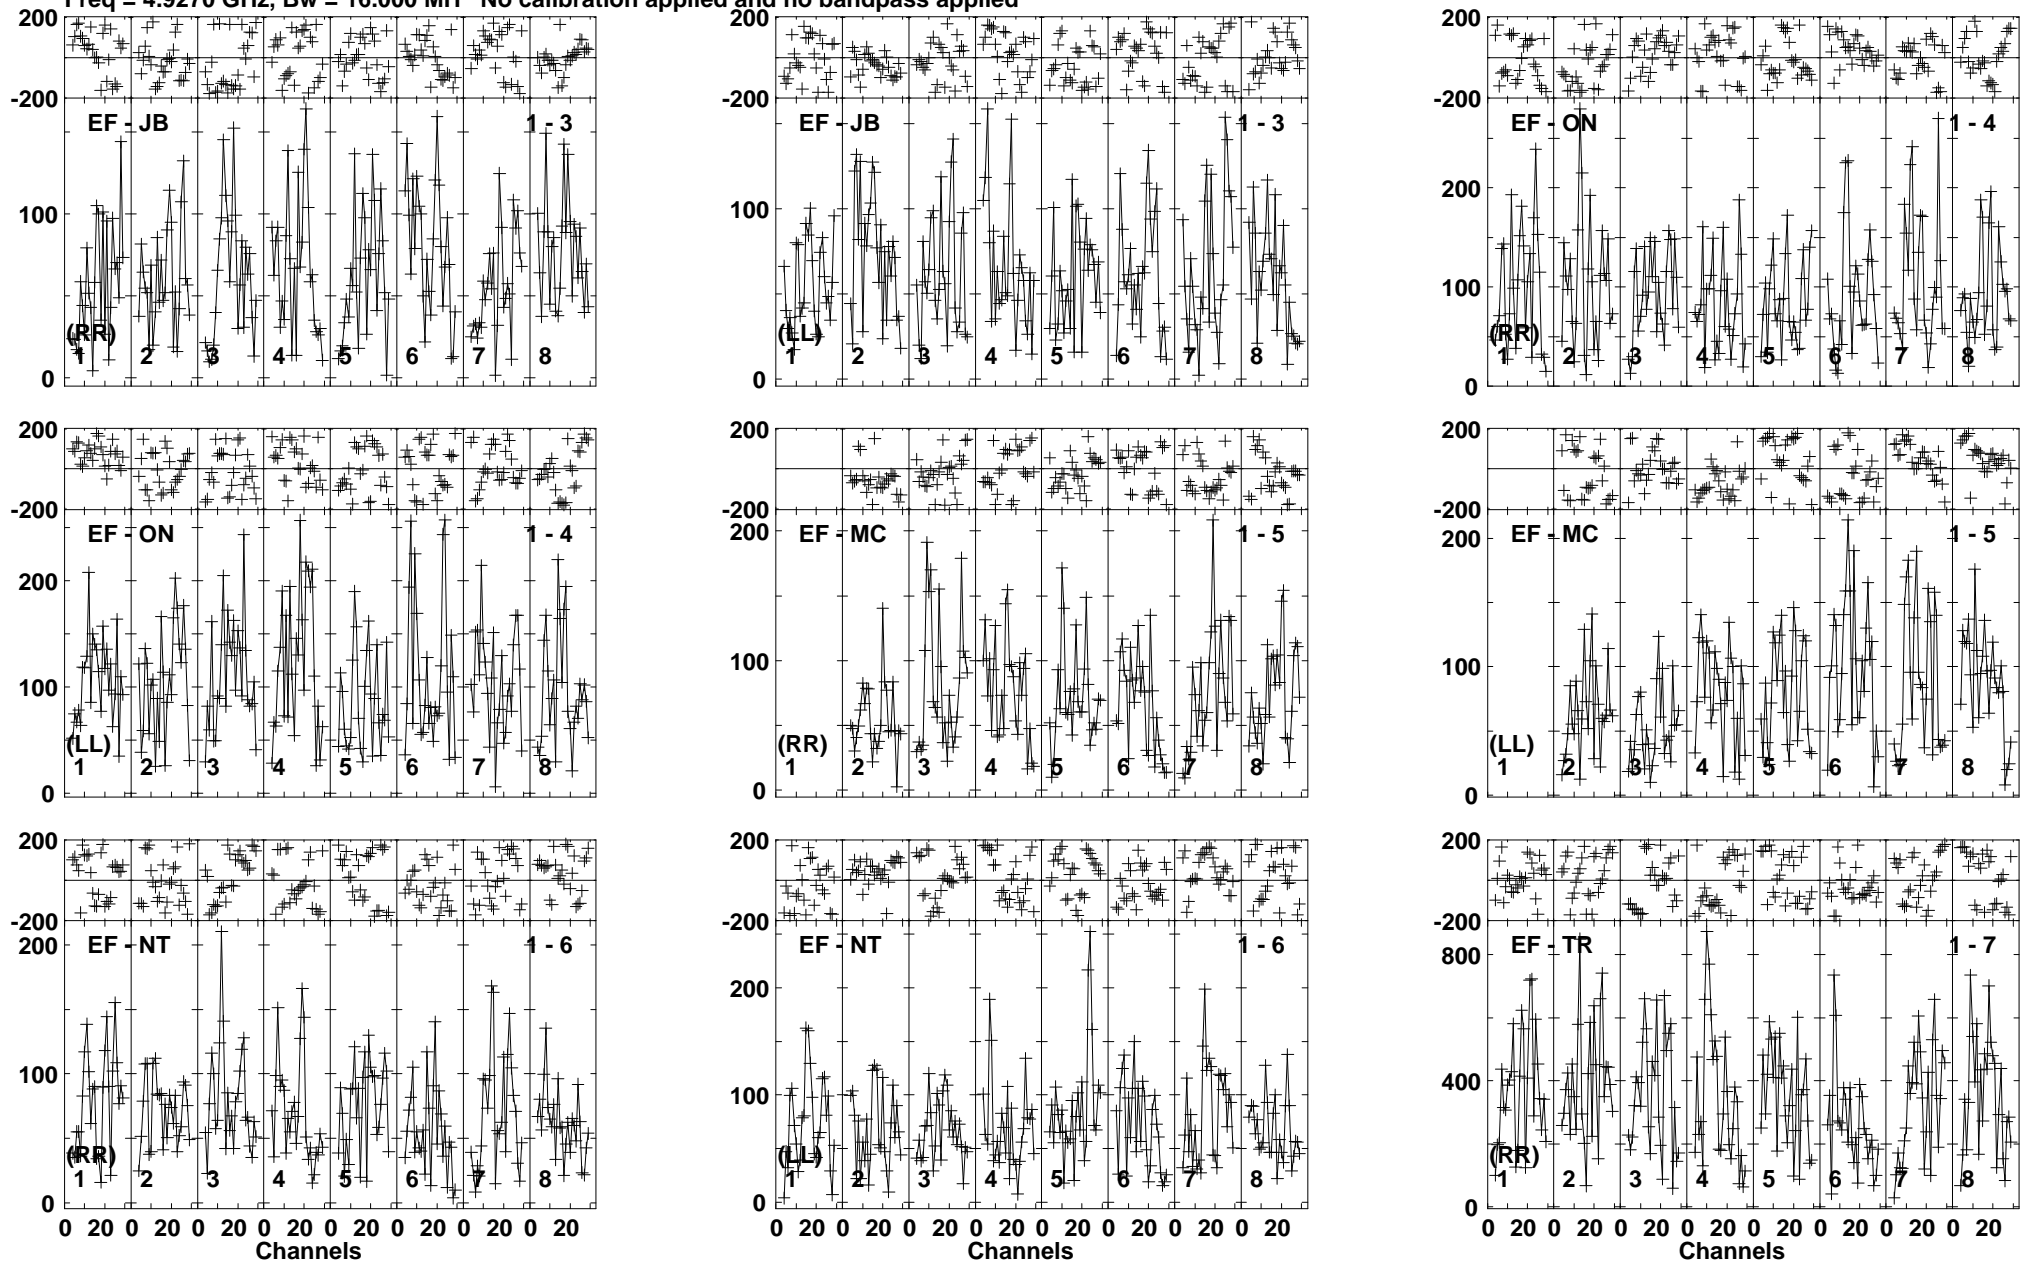 Freq = 4.9270 GHz, Bw = 16.000 MH No calibration applied and no bandpass applied
200 200 200
-200 -200 -200
EF - JB 1 - 3 EF - JB 1 - 3 EF - ON 1 - 4
200
100 100
100
(RR) (LL) (RR)
1 2 3 4 5 6 7 8 1 2 3 4 5 6 7 8 1 2 3 4 5 6 7 8
0 0 0
200 200 200
-200 -200 -200
EF - ON 1 - 4 EF - MC 1 - 5 EF - MC 1 - 5
200 200 200
100 100 100
(LL) (RR) (LL)
1 2 3 4 5 6 7 8 1 2 3 4 5 6 7 8 1 2 3 4 5 6 7 8
0 0 0
200 200 200
-200 -200 -200
EF - NT 1 - 6 EF - NT 1 - 6 EF - TR 1 - 7
200 200 800
100 100 400
(RR) (LL) (RR)
1 2 3 4 5 6 7 8 1 2 3 4 5 6 7 8 1 2 3 4 5 6 7 8
0 0 0
0 20 0 20 0 20 0 20 0 20 0 20 0 20 0 20 0 20 0 20 0 20 0 20 0 20 0 20 0 20 0 20 0 20 0 20 0 20 0 20 0 20 0 20 0 20 0 20
Channels Channels Channels